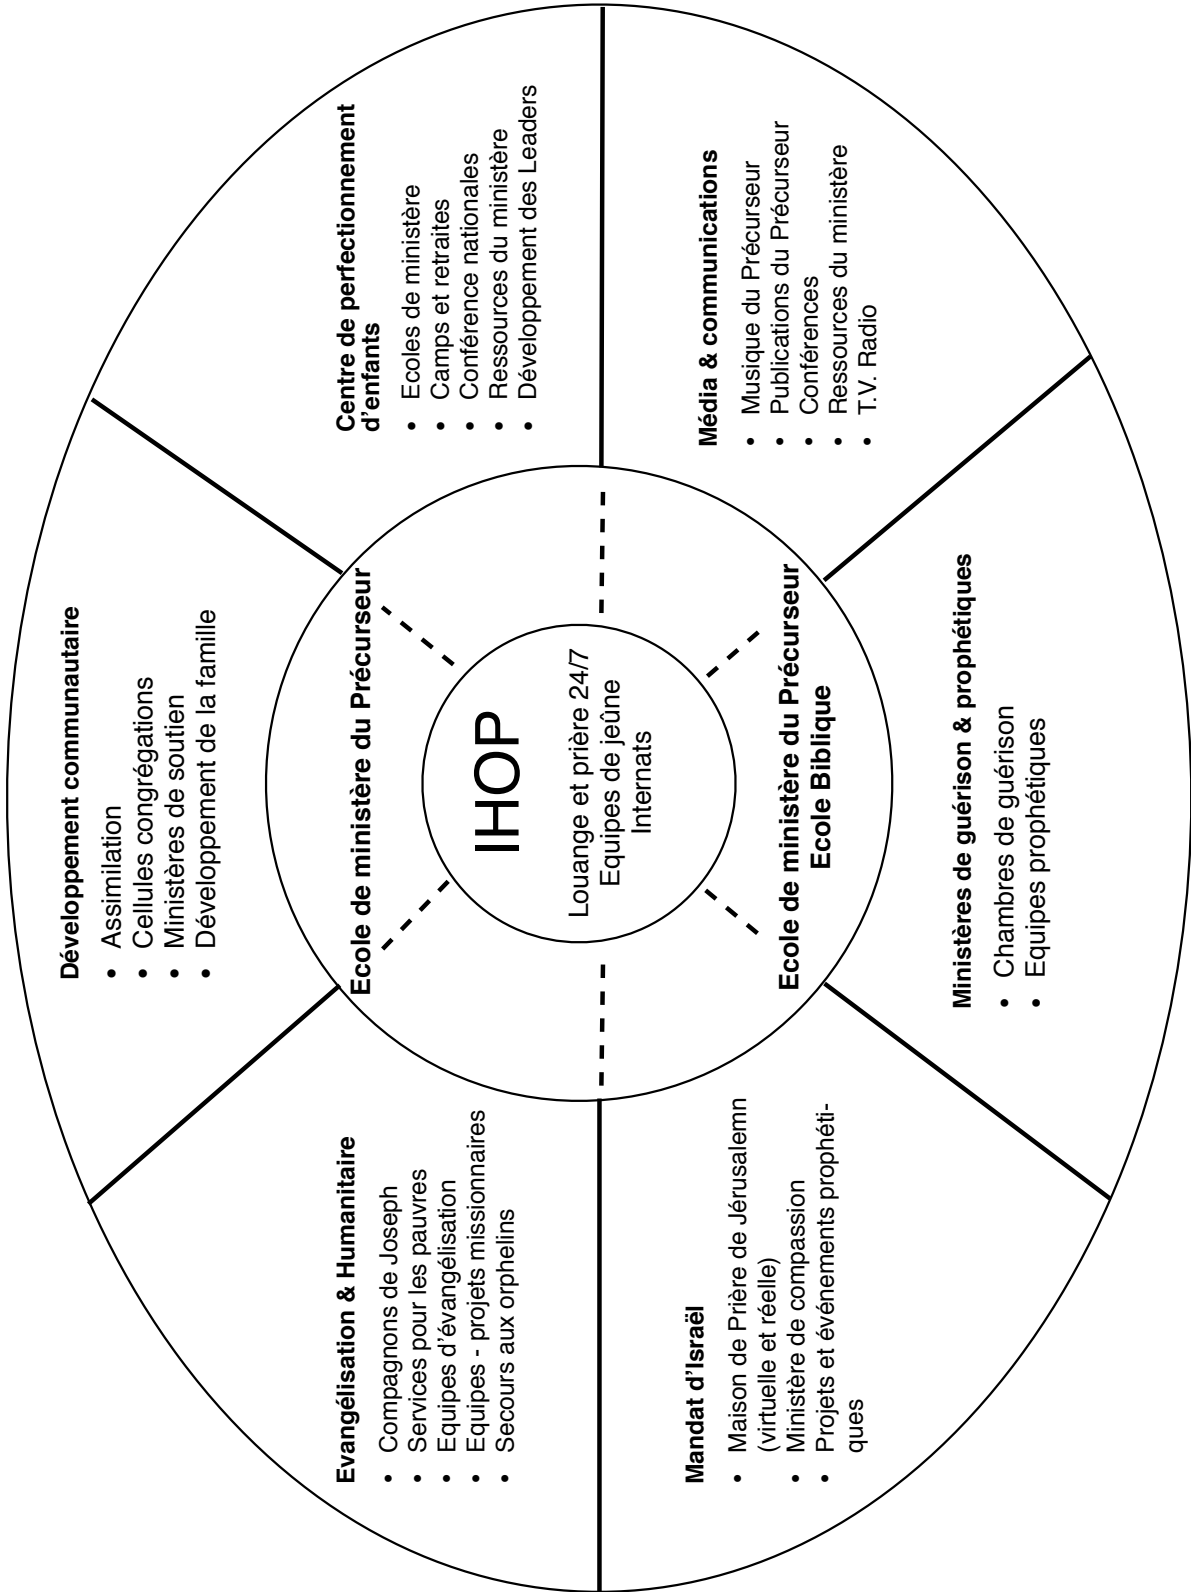 Développement communautaire
• Assimilation
• Cellules congrégations
• Ministères de soutien
• Développement de la famille
Evangélisation & Humanitaire
• Compagnons de Joseph
• Services pour les pauvres
• Equipes d'évangélisation
• Equipes - projets missionnaires
• Secours aux orphelins
Centre de perfectionnement
d'enfants
• Ecoles de ministère
• Camps et retraites
• Conférence nationales
• Ressources du ministère
• Développement des Leaders
Ecole de ministère du Précurseur
IHOP
Louange et prière 24/7
Equipes de jeûne
Internats
Ecole de ministère du Précurseur
Ecole Biblique
Mandat d'Israël
• Maison de Prière de Jérusalemn
(virtuelle et réelle)
• Ministère de compassion
• Projets et événements prophéti-
ques
Média & communications
• Musique du Précurseur
• Publications du Précurseur
• Conférences
• Ressources du ministère
• T.V. Radio
Ministères de guérison & prophétiques
• Chambres de guérison
• Equipes prophétiques